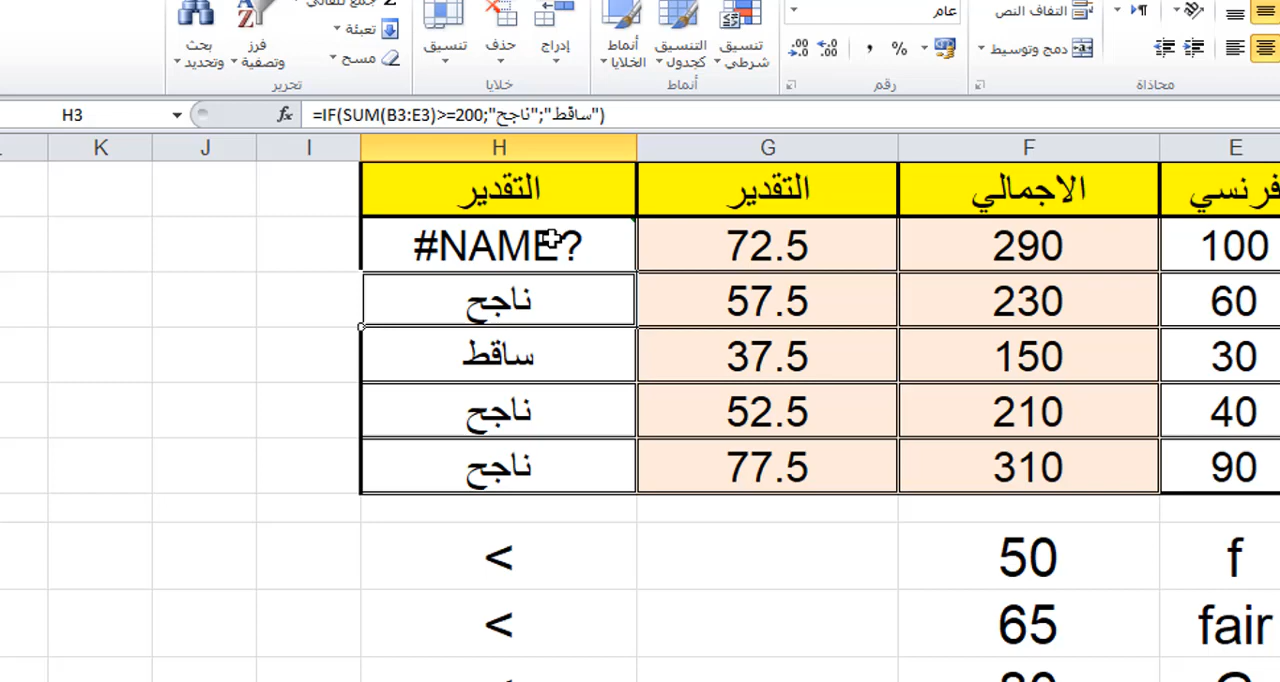 التفاف النص
عام
إدراج
حذف
تنسيق
تعبئة
مسح
دمج وتوسيط
%
,
تنسيق شرطي
التنسيق كجدول
أنماط الخلايا
فرز وتصفية
بحث وتحديد
محاذاة
رقم
أنماط
خلايا
تحرير
H3
fx
=IF(SUM(B3:E3)>=200;"ناجح";"ساقط")
K J I H G F E
فرنسي الاجمالي التقدير التقدير
100 290 72.5 #NAME?
60 230 57.5 ناجح
30 150 37.5 ساقط
40 210 52.5 ناجح
90 310 77.5 ناجح
f 50 <
fair 65 <